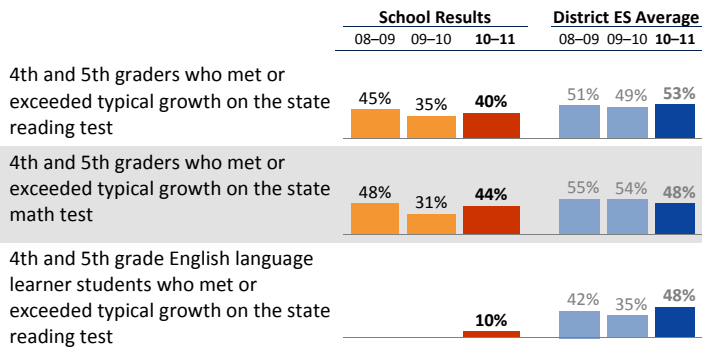 School Results District ES Average
08–09 09–10 10–11 08–09 09–10 10–11
4th and 5th graders who met or
exceeded typical growth on the state
reading test
45% 35% 40% 51% 49% 53%
4th and 5th graders who met or
exceeded typical growth on the state
math test
48% 31% 44% 55% 54% 48%
4th and 5th grade English language
learner students who met or
exceeded typical growth on the state
reading test
10% 42% 35% 48%